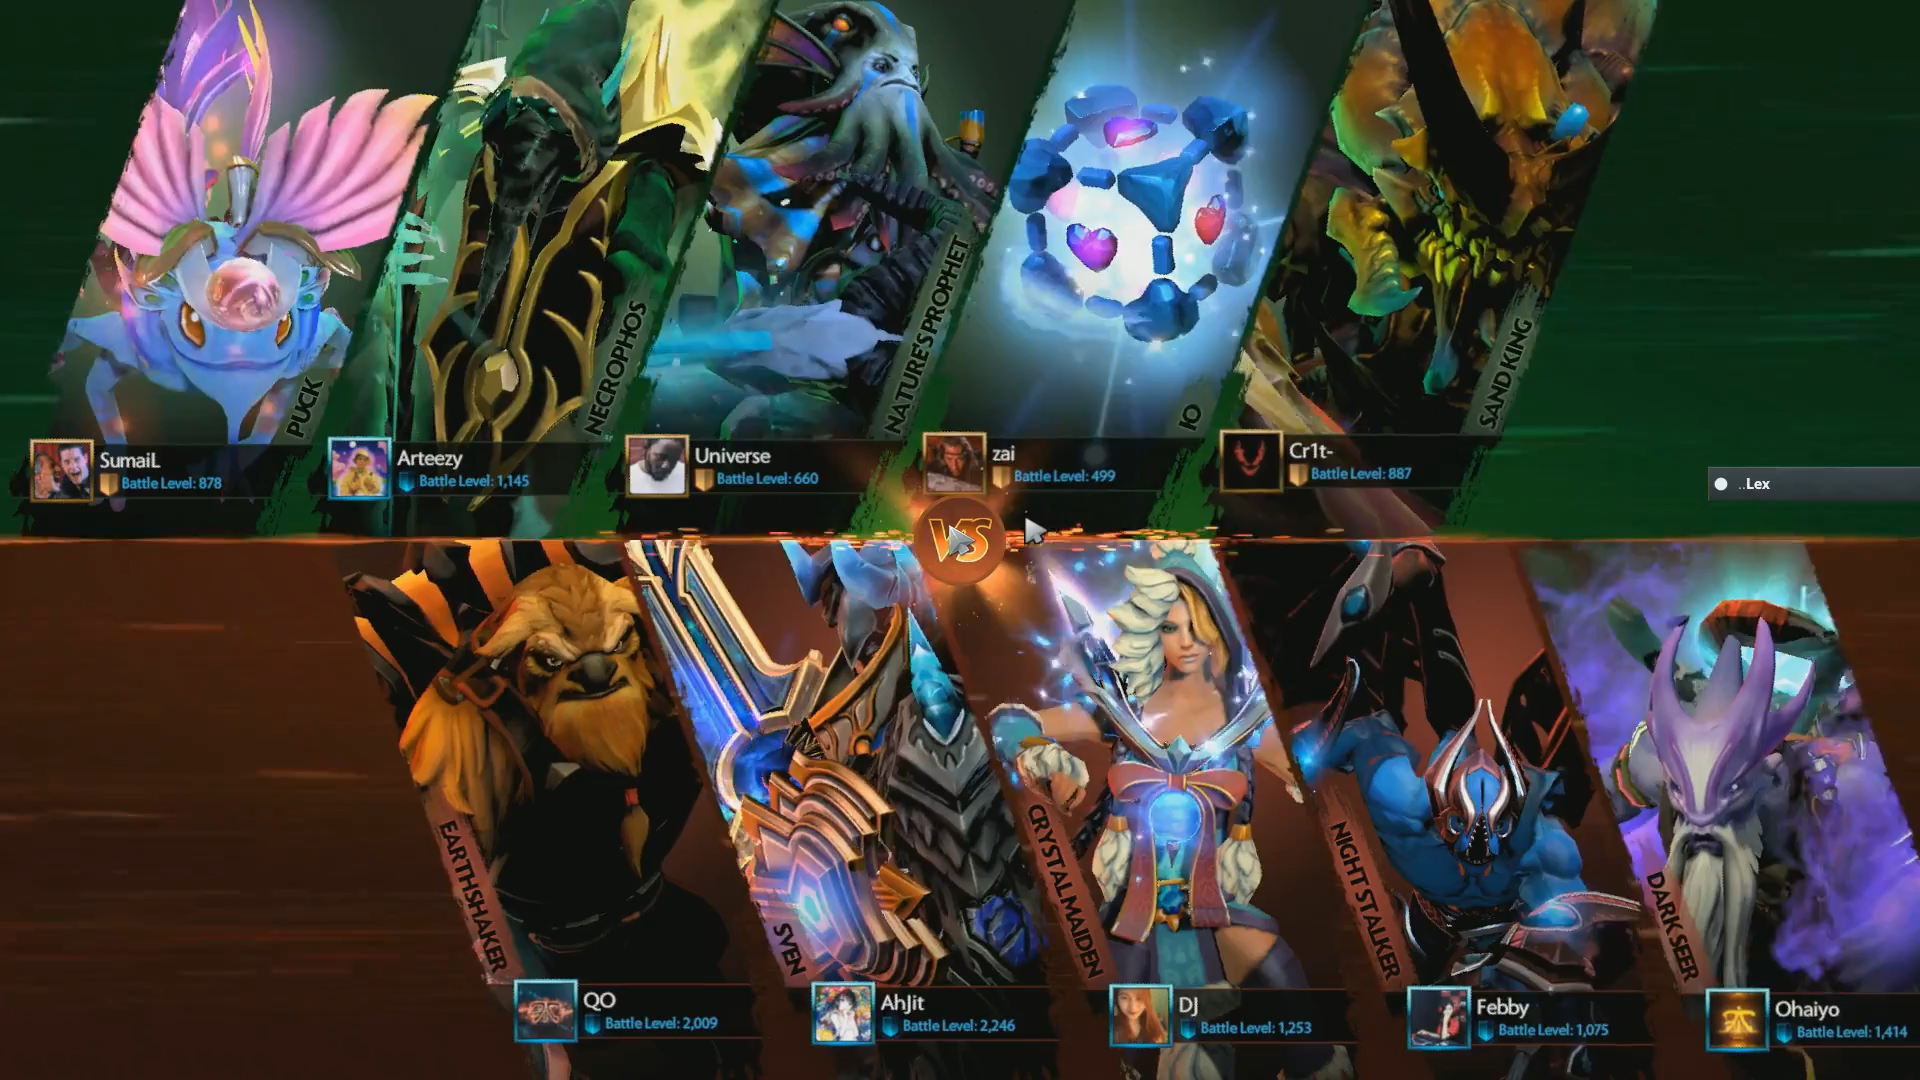 PUCK
NECROPHOS
NATURE'S PROPHET
IO
SAND KING
SumaiL
Battle Level: 878
Arteezy
Battle Level: 1,145
Universe
Battle Level: 660
zai
Battle Level: 499
Cr1t-
Battle Level: 887
..Lex
VS
EARTHSHAKER
SVEN
CRYSTAL MAIDEN
NIGHT STALKER
DARK SEER
QO
Battle Level: 2,009
AhJit
Battle Level: 2,246
DJ
Battle Level: 1,253
Febby
Battle Level: 1,075
Ohaiyo
Battle Level: 1,414